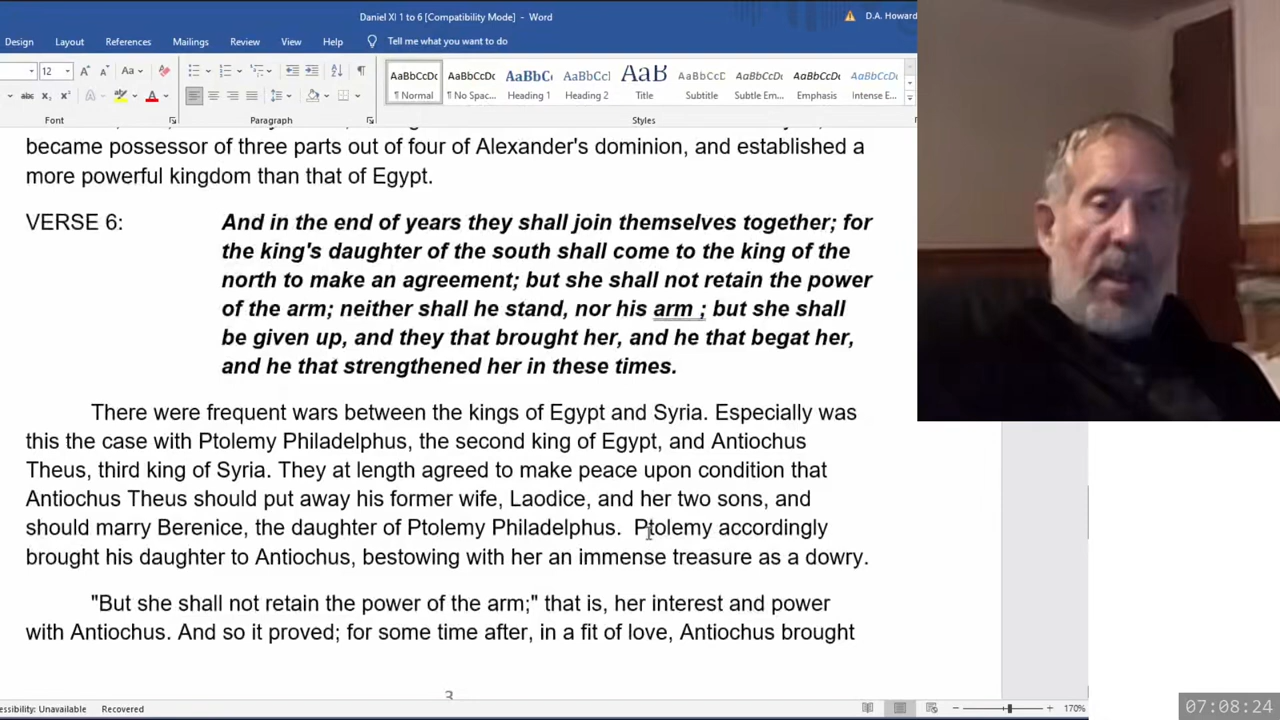 Daniel XI 1 to 6 [Compatibility Mode] - Word
D.A. Howard
Design Layout References Mailings Review View Help Tell me what you want to do
12 Aa
AaBbCcDc AaBbCcDc AaBbC AaBbCcI AaB AaBbCcD AaBbCcDc AaBbCcDc AaBbCcDc
¶ Normal ¶ No Spac... Heading 1 Heading 2 Title Subtitle Subtle Em... Emphasis Intense E...
Font Paragraph Styles
became possessor of three parts out of four of Alexander's dominion, and established a
more powerful kingdom than that of Egypt.
VERSE 6: And in the end of years they shall join themselves together; for
the king's daughter of the south shall come to the king of the
north to make an agreement; but she shall not retain the power
of the arm; neither shall he stand, nor his arm ; but she shall
be given up, and they that brought her, and he that begat her,
and he that strengthened her in these times.
There were frequent wars between the kings of Egypt and Syria. Especially was
this the case with Ptolemy Philadelphus, the second king of Egypt, and Antiochus
Theus, third king of Syria. They at length agreed to make peace upon condition that
Antiochus Theus should put away his former wife, Laodice, and her two sons, and
should marry Berenice, the daughter of Ptolemy Philadelphus. Ptolemy accordingly
brought his daughter to Antiochus, bestowing with her an immense treasure as a dowry.
"But she shall not retain the power of the arm;" that is, her interest and power
with Antiochus. And so it proved; for some time after, in a fit of love, Antiochus brought
3
essibility: Unavailable Recovered 170%
07:08:24